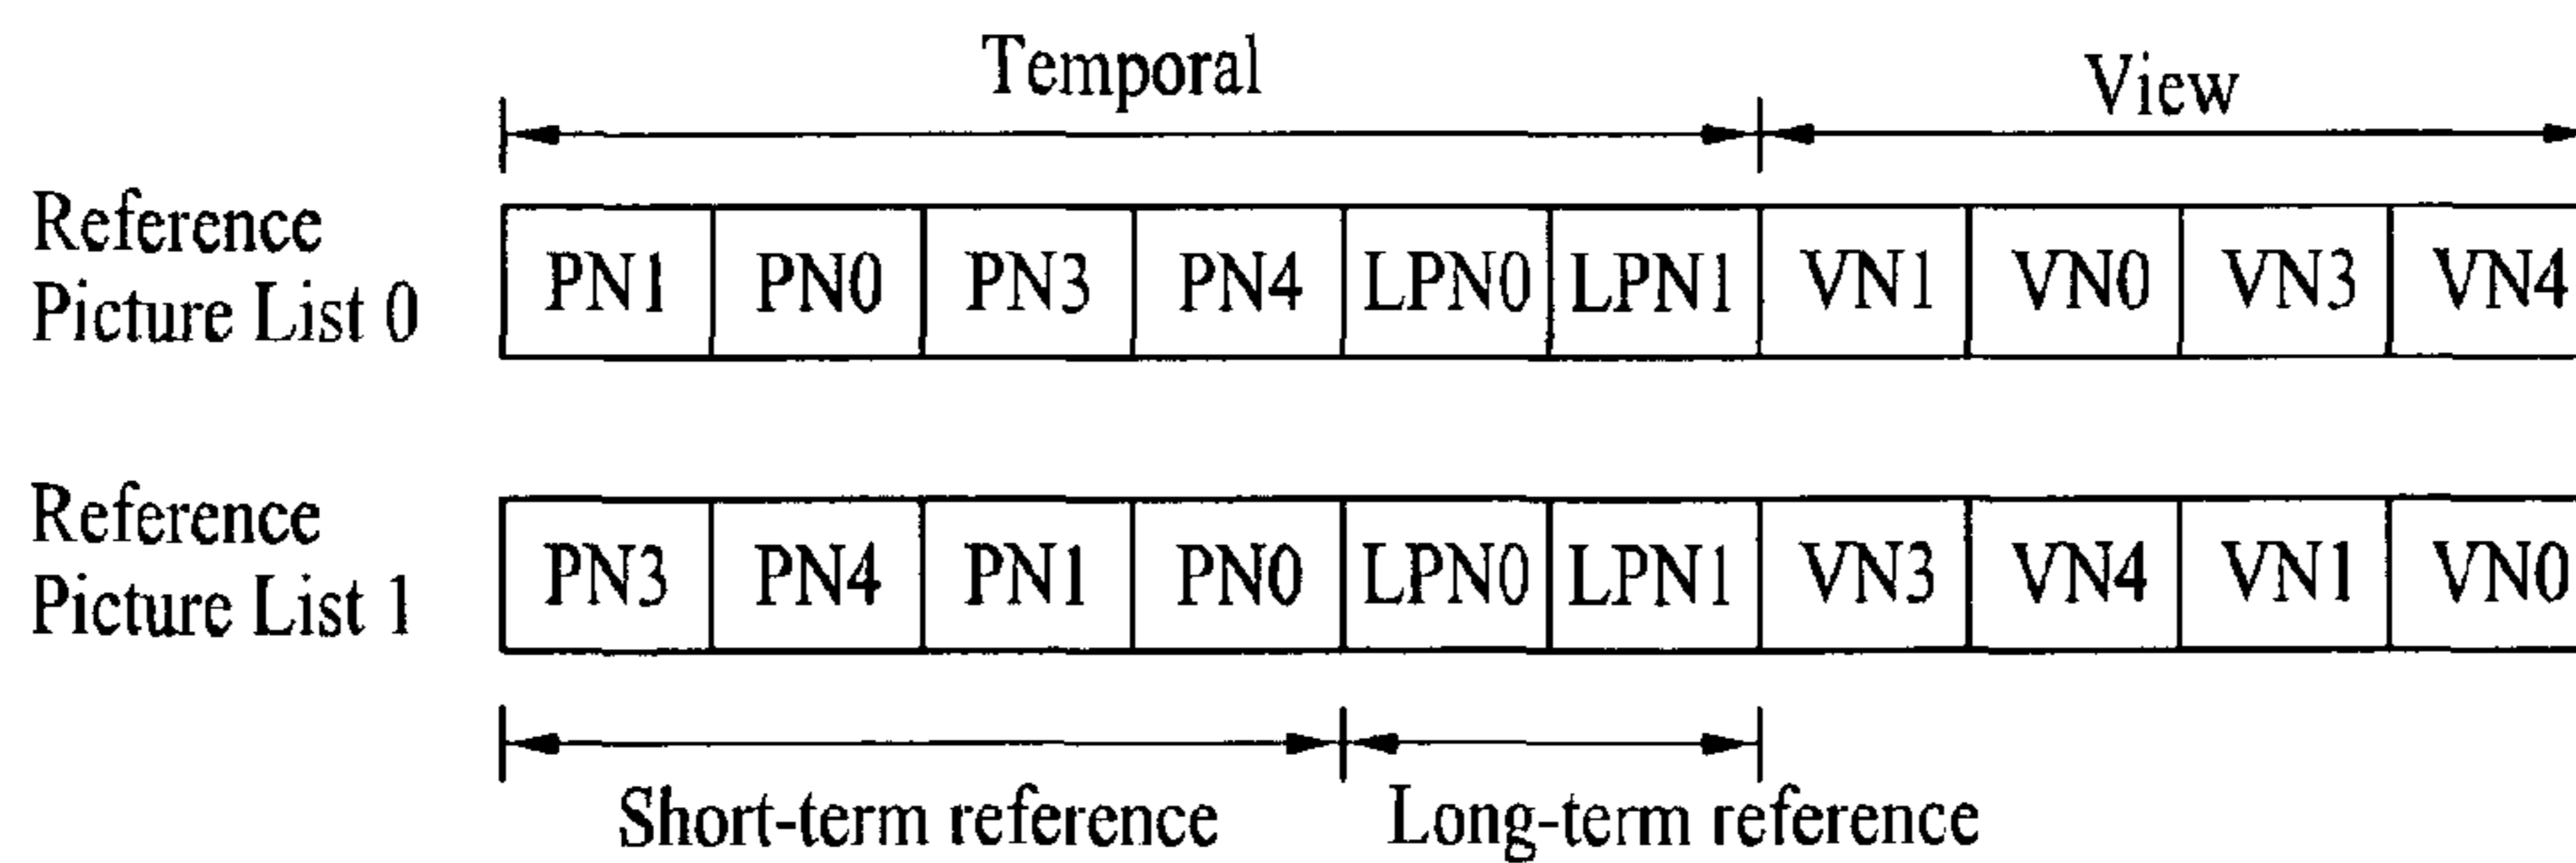 Temporal
View
Reference
Picture List 0
PN1 PN0 PN3 PN4 LPN0 LPN1 VN1 VN0 VN3 VN4
Reference
Picture List 1
PN3 PN4 PN1 PN0 LPN0 LPN1 VN3 VN4 VN1 VN0
Short-term reference
Long-term reference